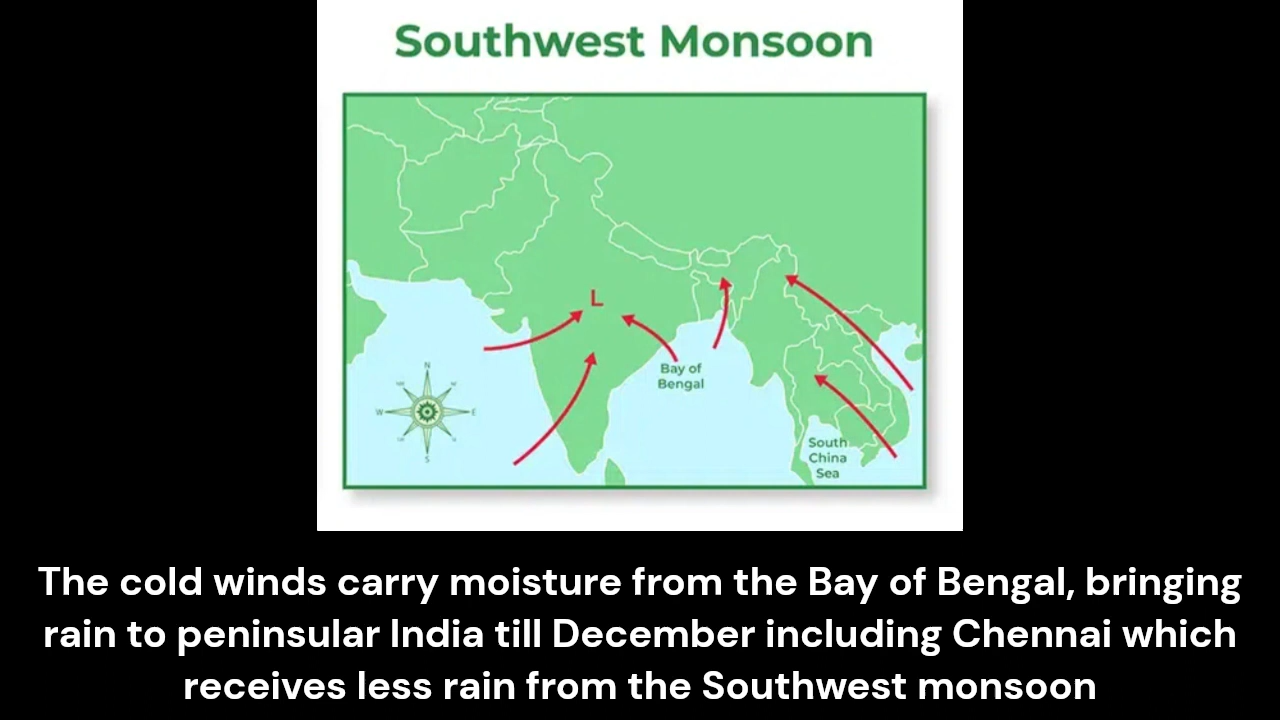 Southwest Monsoon
L
Bay of
Bengal
N
W
E
S
South
China
Sea
The cold winds carry moisture from the Bay of Bengal, bringing
rain to peninsular India till December including Chennai which
receives less rain from the Southwest monsoon